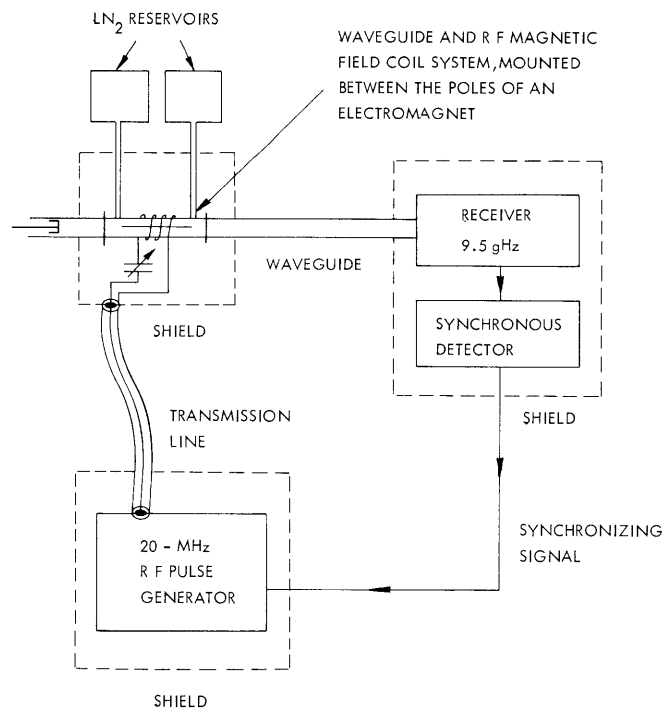 LN2 RESERVOIRS
WAVEGUIDE AND R F MAGNETIC
FIELD COIL SYSTEM, MOUNTED
BETWEEN THE POLES OF AN
ELECTROMAGNET
RECEIVER
9.5 gHz
WAVEGUIDE
SYNCHRONOUS
DETECTOR
SHIELD
SHIELD
TRANSMISSION
LINE
SYNCHRONIZING
SIGNAL
20 - MHz
R F PULSE
GENERATOR
SHIELD